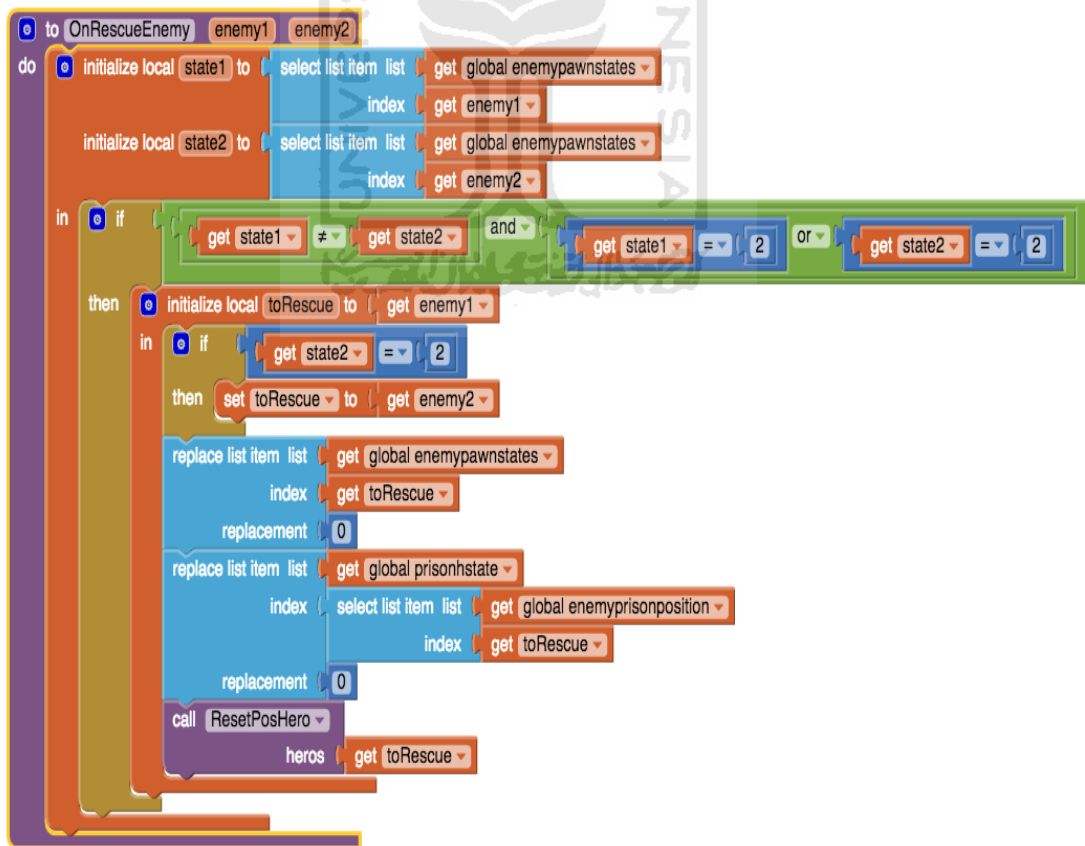 to OnRescueEnemy enemy1 enemy2
do initialize local state1 to select list item list get global enemypawnstates
index get enemy1
initialize local state2 to select list item list get global enemypawnstates
index get enemy2
in if get state1 ≠ get state2 and get state1 = 2 or get state2 = 2
then initialize local toRescue to get enemy1
in if get state2 = 2
then set toRescue to get enemy2
replace list item list get global enemypawnstates
index get toRescue
replacement 0
replace list item list get global prisonhstate
index select list item list get global enemyprisonposition
index get toRescue
replacement 0
call ResetPosHero
heros get toRescue